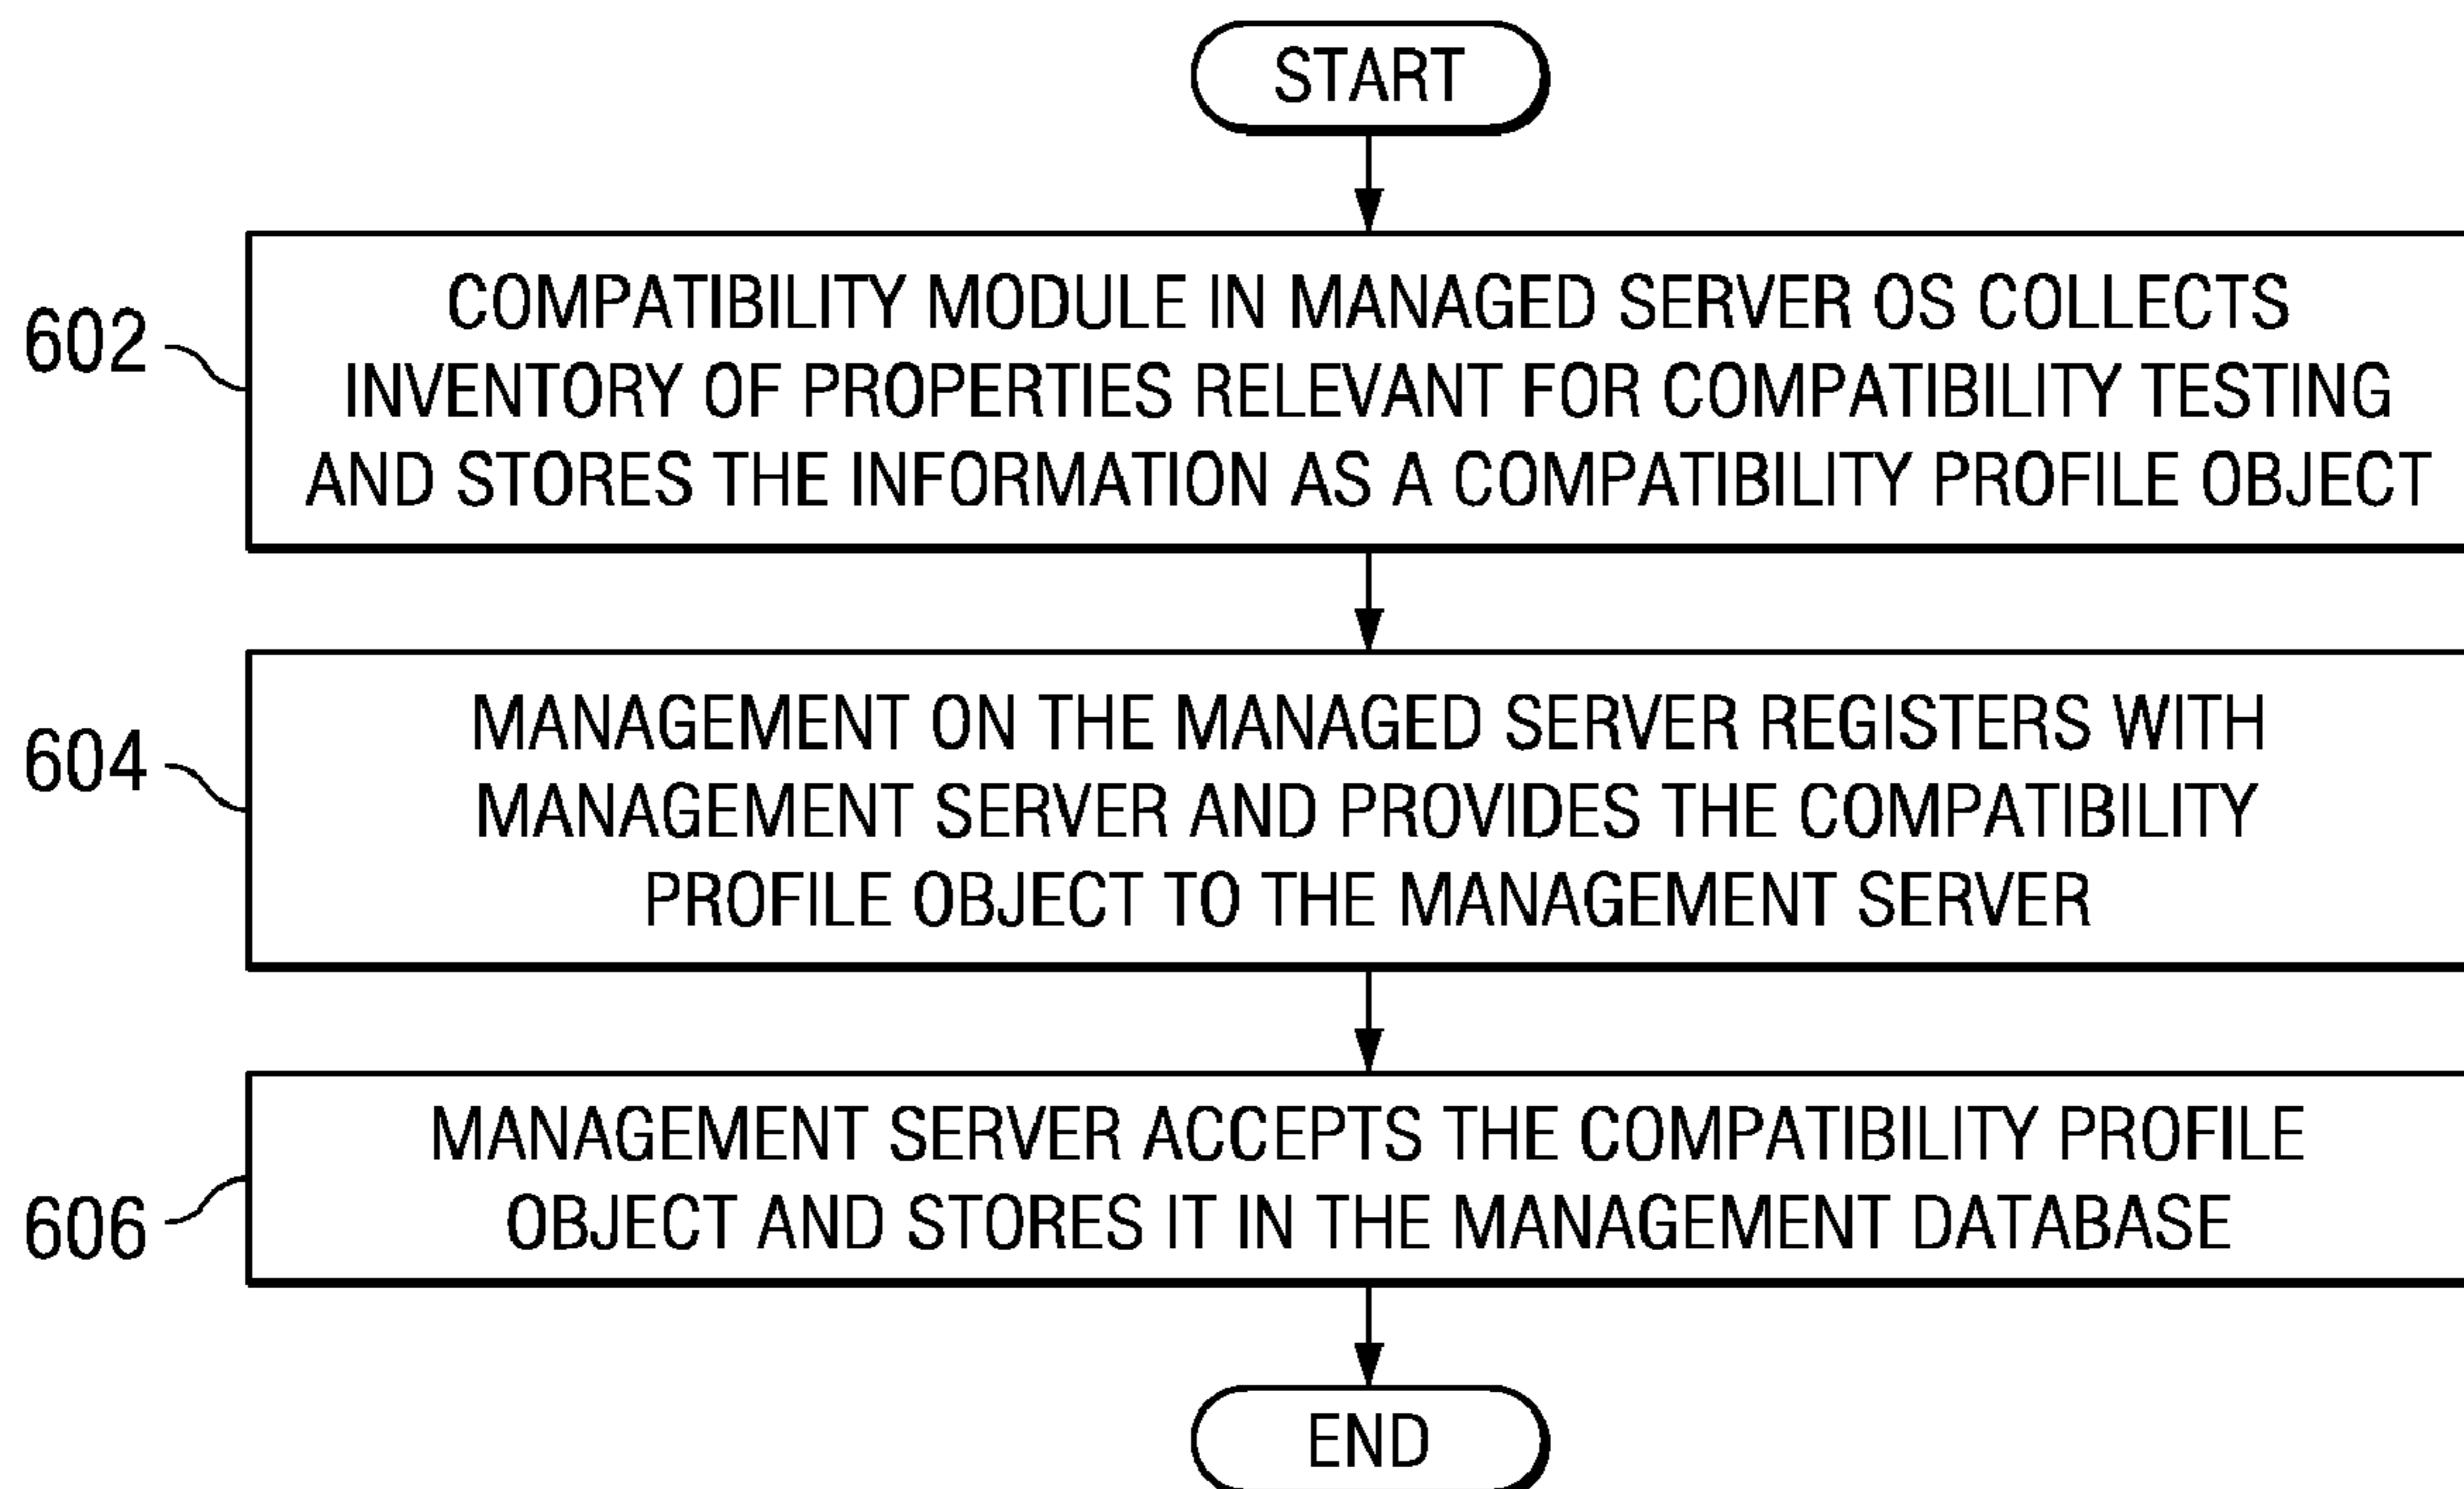 START
602
COMPATIBILITY MODULE IN MANAGED SERVER OS COLLECTS
INVENTORY OF PROPERTIES RELEVANT FOR COMPATIBILITY TESTING
AND STORES THE INFORMATION AS A COMPATIBILITY PROFILE OBJECT
604
MANAGEMENT ON THE MANAGED SERVER REGISTERS WITH
MANAGEMENT SERVER AND PROVIDES THE COMPATIBILITY
PROFILE OBJECT TO THE MANAGEMENT SERVER
606
MANAGEMENT SERVER ACCEPTS THE COMPATIBILITY PROFILE
OBJECT AND STORES IT IN THE MANAGEMENT DATABASE
END